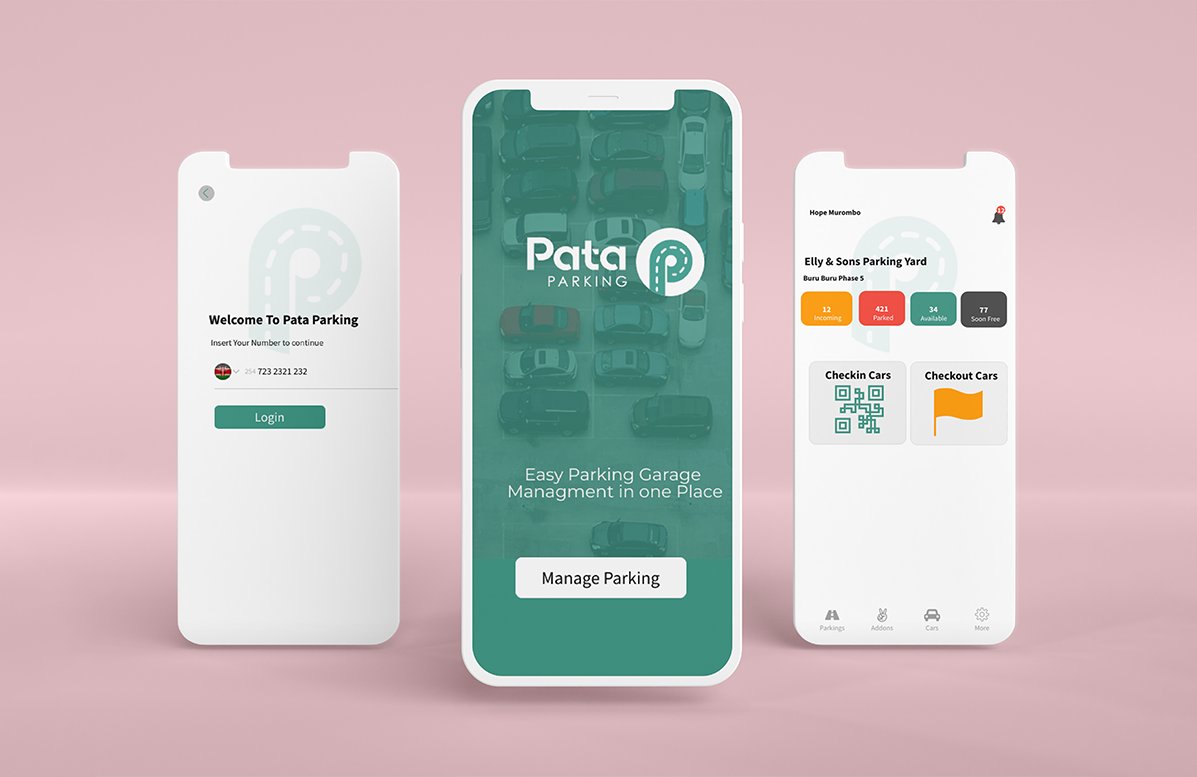 Welcome To Pata Parking
Insert Your Number to continue
254 723 2321 232
Login
Pata
PARKING
Easy Parking Garage
Managment in one Place
Manage Parking
Hope Murombo
12
Elly & Sons Parking Yard
Buru Buru Phase 5
12 421 34 77
Incoming Parked Available Soon Free
Checkin Cars Checkout Cars
Parkings Addons Cars More